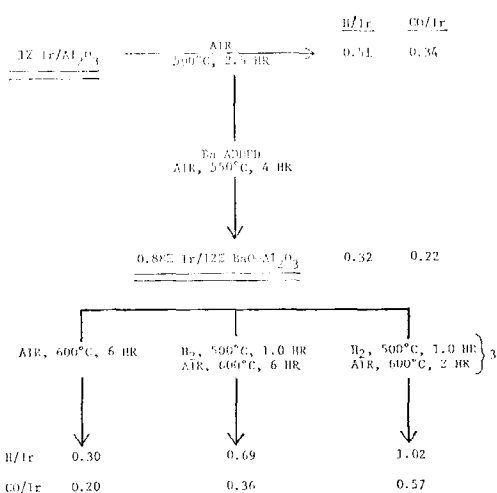 H/Ir CO/Ir
1% Ir/Al2O3 AIR 0.51 0.34
500°C, 2.5 HR
Ba ADDED
AIR, 550°C, 4 HR
0.88% Ir/12% BaO-Al2O3 0.32 0.22
AIR, 600°C, 6 HR H2, 500°C, 1.0 HR H2, 500°C, 1.0 HR
AIR, 600°C, 6 HR AIR, 600°C, 2 HR } 3
H/Ir 0.30 0.69 1.02
CO/Ir 0.20 0.36 0.57